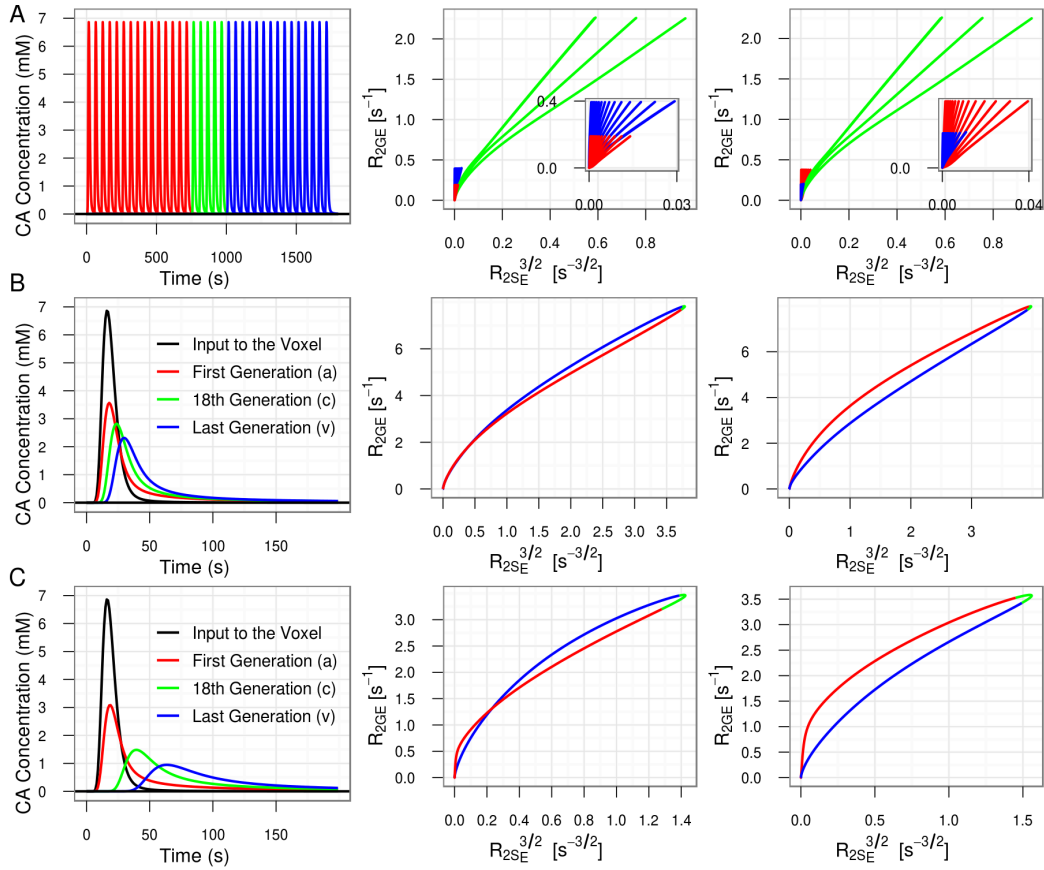 A
CA Concentration (mM)
7
6
5
4
3
2
1
0
0 500 1000 1500
Time (s)
R2GE [s−1]
2.0
1.5
1.0
0.5
0.0
0.4
0.0
0.00 0.03
0.0 0.2 0.4 0.6 0.8
R2SE3/2 [s−3/2]
R2GE [s−1]
2.0
1.5
1.0
0.5
0.0
0.0
0.00 0.04
0.0 0.2 0.4 0.6 0.8
R2SE3/2 [s−3/2]
B
CA Concentration (mM)
7
6
5
4
3
2
1
0
Input to the Voxel
First Generation (a)
18th Generation (c)
Last Generation (v)
0 50 100 150
Time (s)
R2GE [s−1]
6
4
2
0
0.0 0.5 1.0 1.5 2.0 2.5 3.0 3.5
R2SE3/2 [s−3/2]
R2GE [s−1]
6
4
2
0
0 1 2 3
R2SE3/2 [s−3/2]
C
CA Concentration (mM)
7
6
5
4
3
2
1
0
Input to the Voxel
First Generation (a)
18th Generation (c)
Last Generation (v)
0 50 100 150
Time (s)
R2GE [s−1]
3.0
2.5
2.0
1.5
1.0
0.5
0.0
0.0 0.2 0.4 0.6 0.8 1.0 1.2 1.4
R2SE3/2 [s−3/2]
R2GE [s−1]
3.5
3.0
2.5
2.0
1.5
1.0
0.5
0.0
0.0 0.5 1.0 1.5
R2SE3/2 [s−3/2]